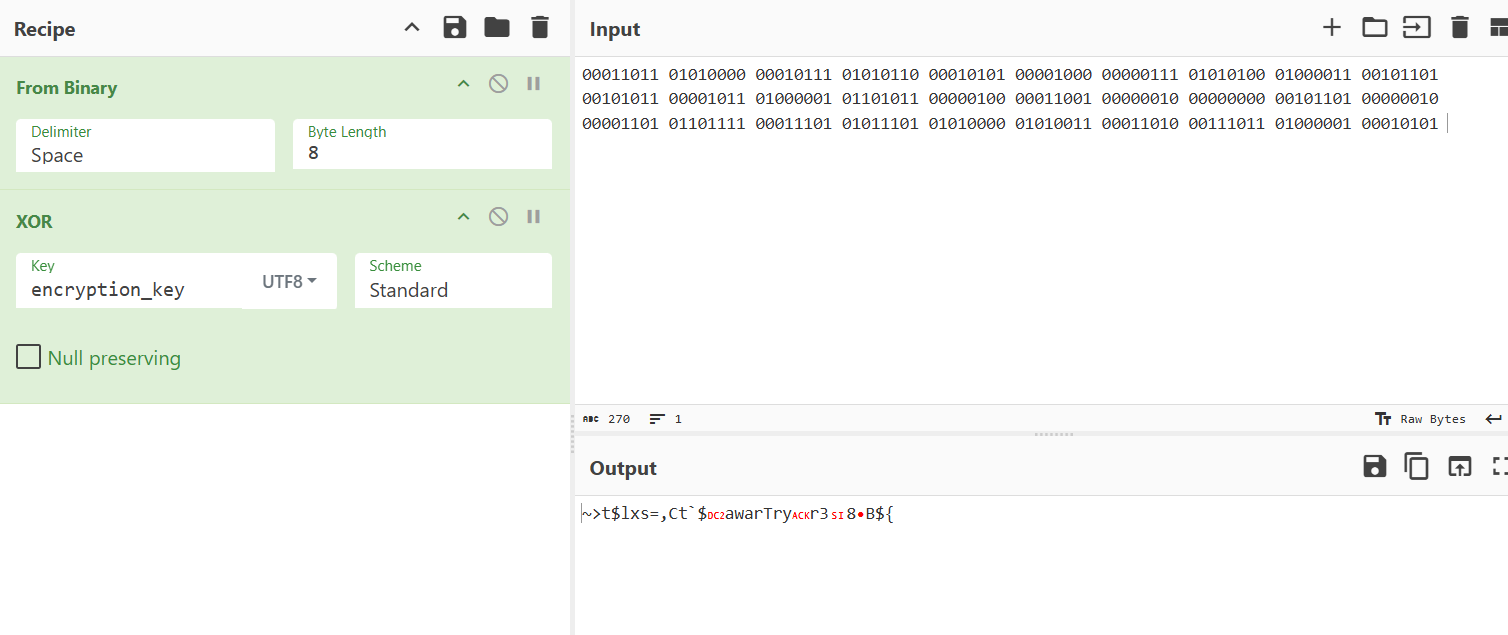 Recipe
From Binary
Delimiter
Space
Byte Length
8
XOR
Key
encryption_key
UTF8
Scheme
Standard
Null preserving
Input
00011011 01010000 00010111 01010110 00010101 00001000 00000111 01010100 01000011 00101101
00101011 00001011 01000001 01101011 00000100 00011001 00000010 00000000 00101101 00000010
00001101 01101111 00011101 01011101 01010000 01010011 00011010 00111011 01000001 00010101
ABC 270 1
Tт Raw Bytes
Output
~>t$lxs=,Ct`$DC2awarTryACKr3SI8•B${